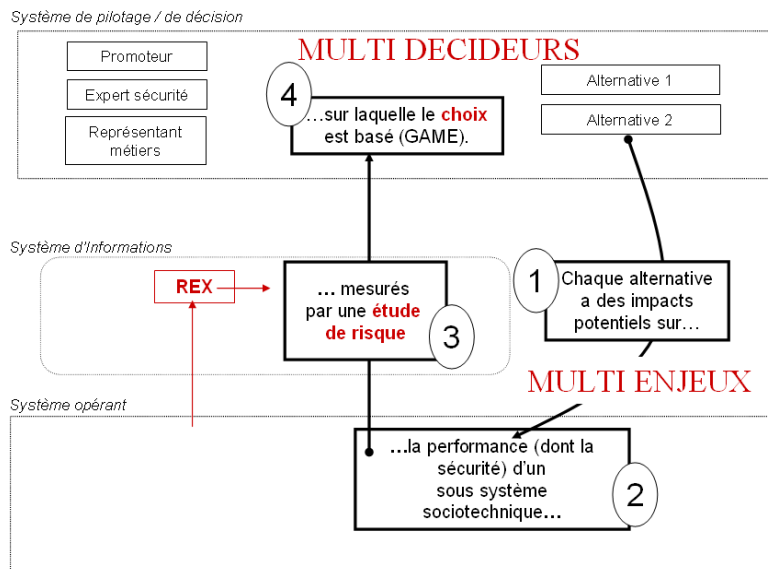 Système de pilotage / de décision
MULTI DECIDEURS
Promoteur
Expert sécurité
Représentant
métiers
4
…sur laquelle le choix
est basé (GAME).
Alternative 1
Alternative 2
Système d'Informations
REX
… mesurés
par une étude
de risque
3
1
Chaque alternative
a des impacts
potentiels sur…
MULTI ENJEUX
Système opérant
…la performance (dont la
sécurité) d'un
sous système
sociotechnique…
2